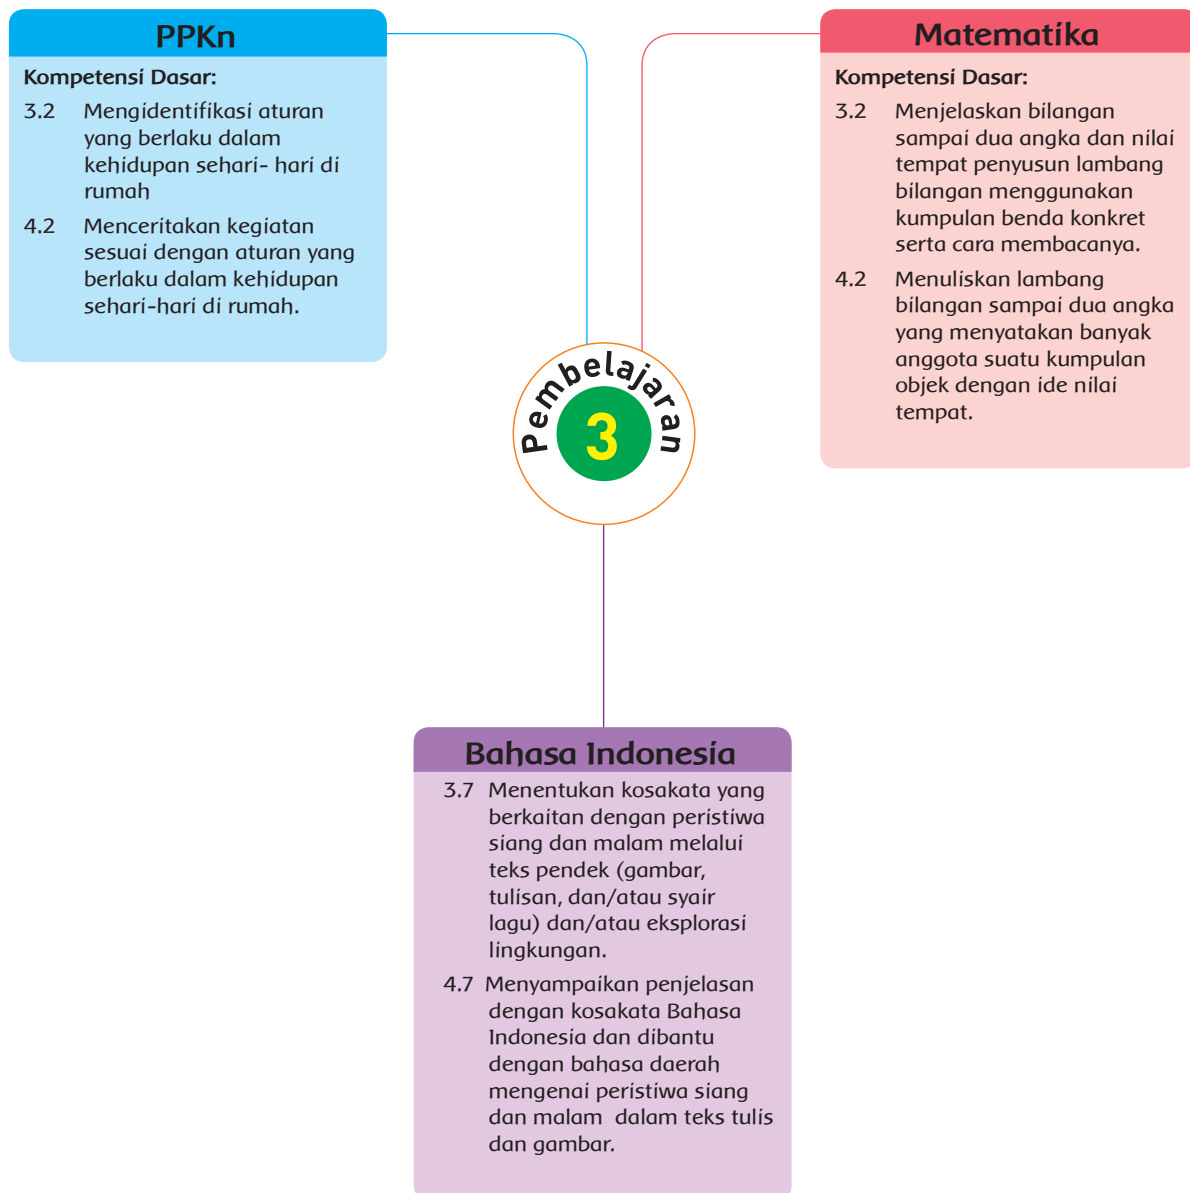 PPKn
Kompetensi Dasar:
3.2 Mengidentifikasi aturan
yang berlaku dalam
kehidupan sehari- hari di
rumah
4.2 Menceritakan kegiatan
sesuai dengan aturan yang
berlaku dalam kehidupan
sehari-hari di rumah.
Matematika
Kompetensi Dasar:
3.2 Menjelaskan bilangan
sampai dua angka dan nilai
tempat penyusun lambang
bilangan menggunakan
kumpulan benda konkret
serta cara membacanya.
4.2 Menuliskan lambang
bilangan sampai dua angka
yang menyatakan banyak
anggota suatu kumpulan
objek dengan ide nilai
tempat.
Pembelajaran
3
Bahasa Indonesia
3.7 Menentukan kosakata yang
berkaitan dengan peristiwa
siang dan malam melalui
teks pendek (gambar,
tulisan, dan/atau syair
lagu) dan/atau eksplorasi
lingkungan.
4.7 Menyampaikan penjelasan
dengan kosakata Bahasa
Indonesia dan dibantu
dengan bahasa daerah
mengenai peristiwa siang
dan malam dalam teks tulis
dan gambar.